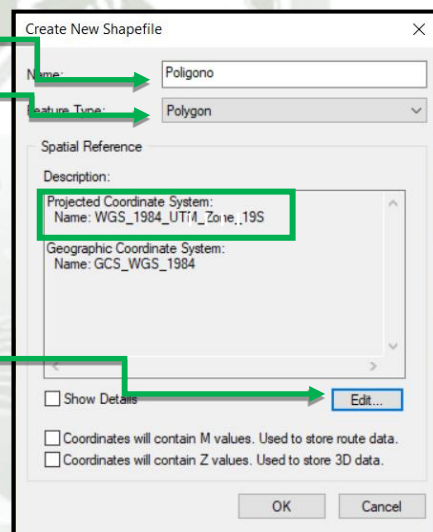 Create New Shapefile
Name: Poligono
Feature Type: Polygon
Spatial Reference
Description:
Projected Coordinate System:
Name: WGS_1984_UTM_Zone_19S
Geographic Coordinate System:
Name: GCS_WGS_1984
Show Details
Edit...
Coordinates will contain M values. Used to store route data.
Coordinates will contain Z values. Used to store 3D data.
OK Cancel